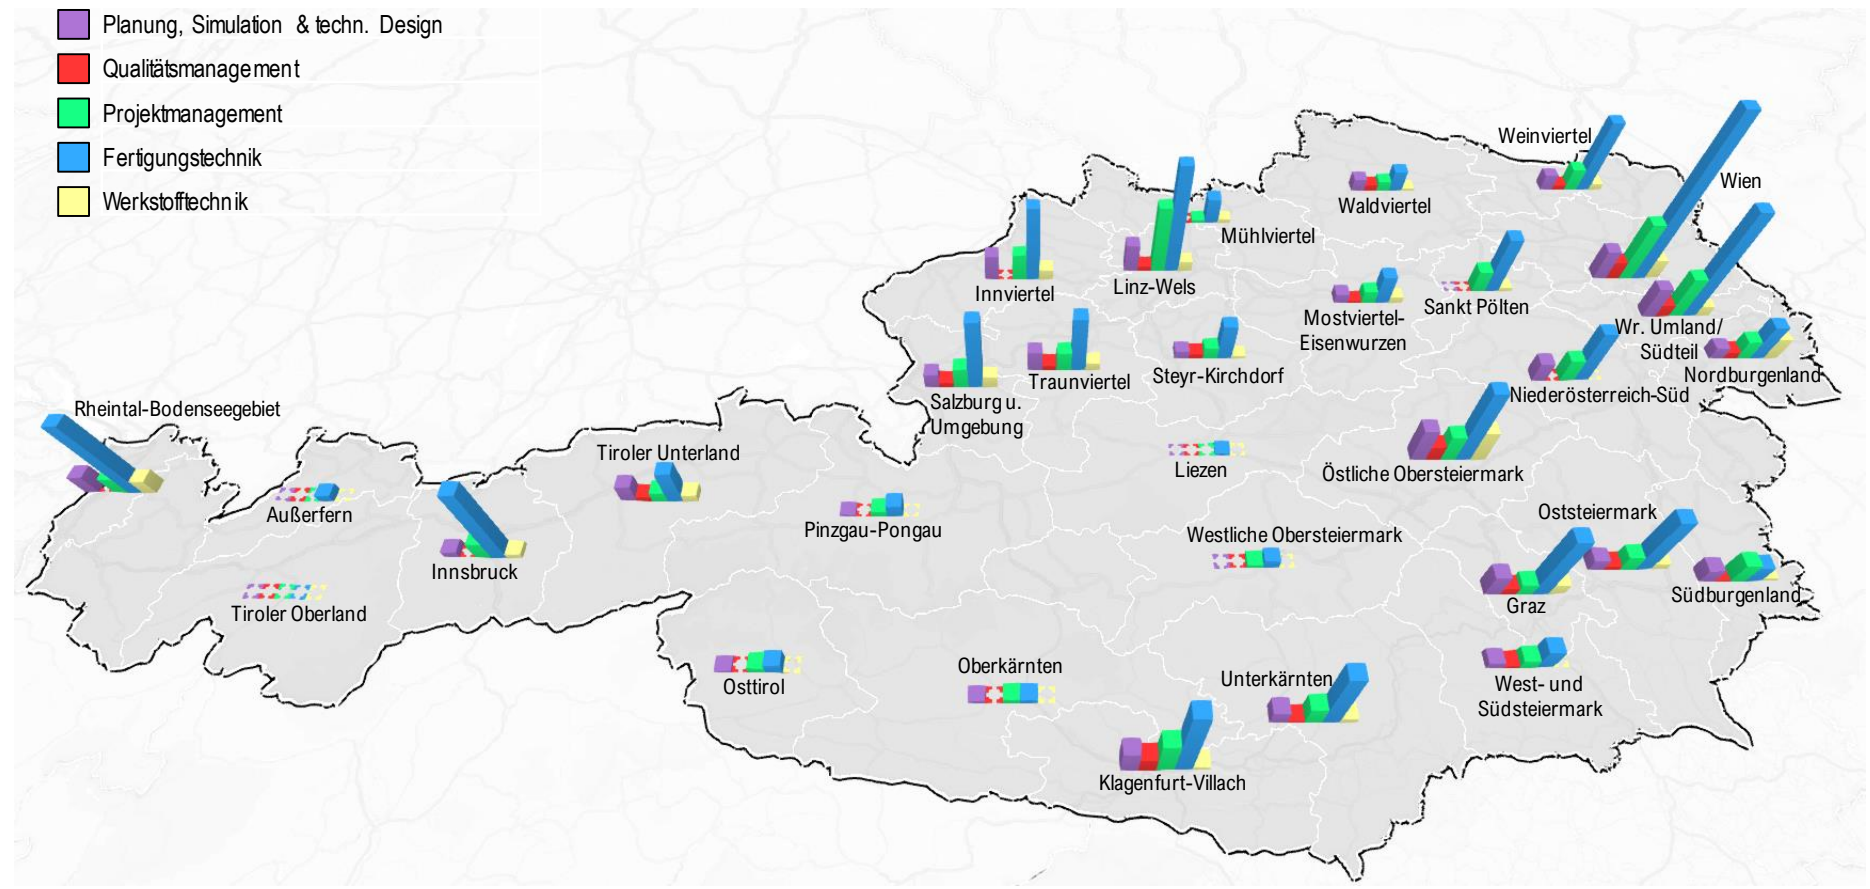 Planung, Simulation & techn. Design
Qualitätsmanagement
Projektmanagement
Fertigungstechnik
Werkstofftechnik
Weinviertel
Wien
Waldviertel
Mühlviertel
Innviertel
Linz-Wels
Sankt Pölten
Mostviertel-
Eisenwurzen
Wr. Umland/
Südteil
Nordburgenland
Niederösterreich-Süd
Steyr-Kirchdorf
Traunviertel
Salzburg u.
Umgebung
Rheintal-Bodenseegebiet
Tiroler Unterland
Liezen
Östliche Obersteiermark
Außerfern
Pinzgau-Pongau
Oststeiermark
Westliche Obersteiermark
Innsbruck
Tiroler Oberland
Graz
Südburgenland
Osttirol
Oberkärnten
Unterkärnten
West- und
Südsteiermark
Klagenfurt-Villach